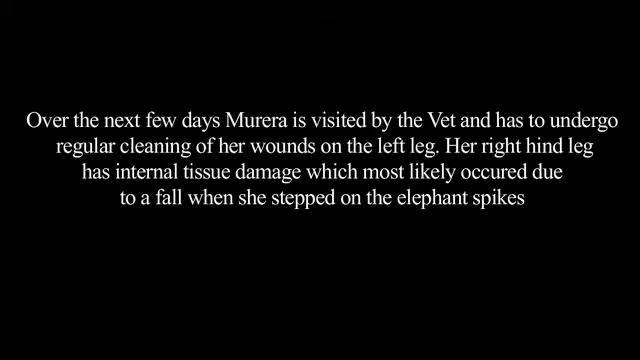 Over the next few days Murera is visited by the Vet and has to undergo
regular cleaning of her wounds on the left leg. Her right hind leg
has internal tissue damage which most likely occured due
to a fall when she stepped on the elephant spikes